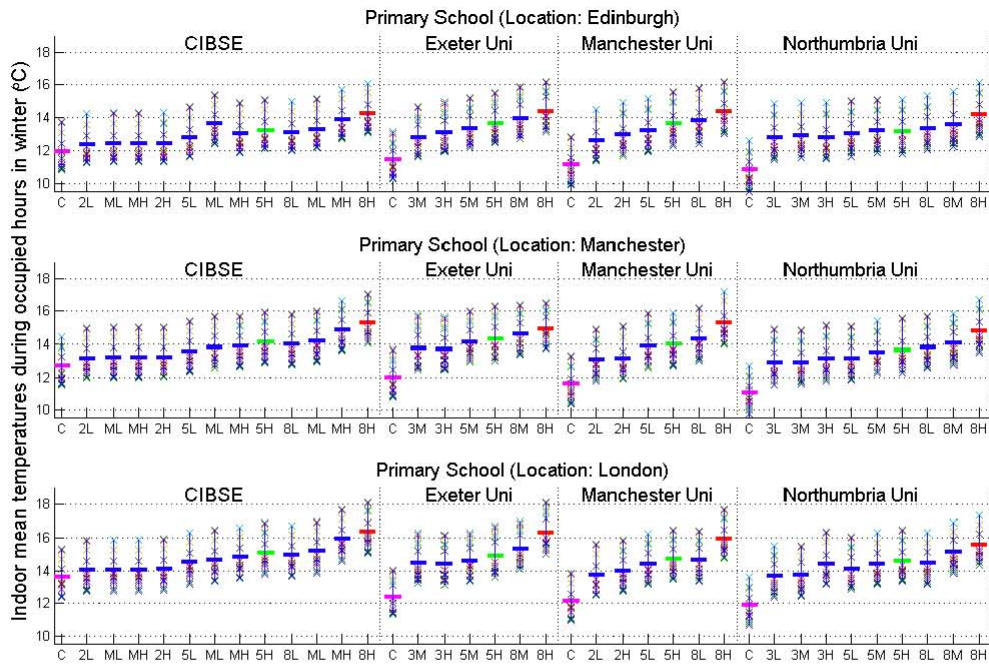 Primary School (Location: Edinburgh)
CIBSE Exeter Uni Manchester Uni Northumbria Uni
18
16
14
12
10
C 2L ML MH 2H 5L ML MH 5H 8L ML MH 8H C 3M 3H 5M 5H 8M 8H C 2L 2H 5L 5H 8L 8H C 3L 3M 3H 5L 5M 5H 8L 8M 8H
Primary School (Location: Manchester)
CIBSE Exeter Uni Manchester Uni Northumbria Uni
18
16
14
12
10
C 2L ML MH 2H 5L ML MH 5H 8L ML MH 8H C 3M 3H 5M 5H 8M 8H C 2L 2H 5L 5H 8L 8H C 3L 3M 3H 5L 5M 5H 8L 8M 8H
Primary School (Location: London)
CIBSE Exeter Uni Manchester Uni Northumbria Uni
18
16
14
12
10
C 2L ML MH 2H 5L ML MH 5H 8L ML MH 8H C 3M 3H 5M 5H 8M 8H C 2L 2H 5L 5H 8L 8H C 3L 3M 3H 5L 5M 5H 8L 8M 8H
Indoor mean temperatures during occupied hours in winter (ºC)